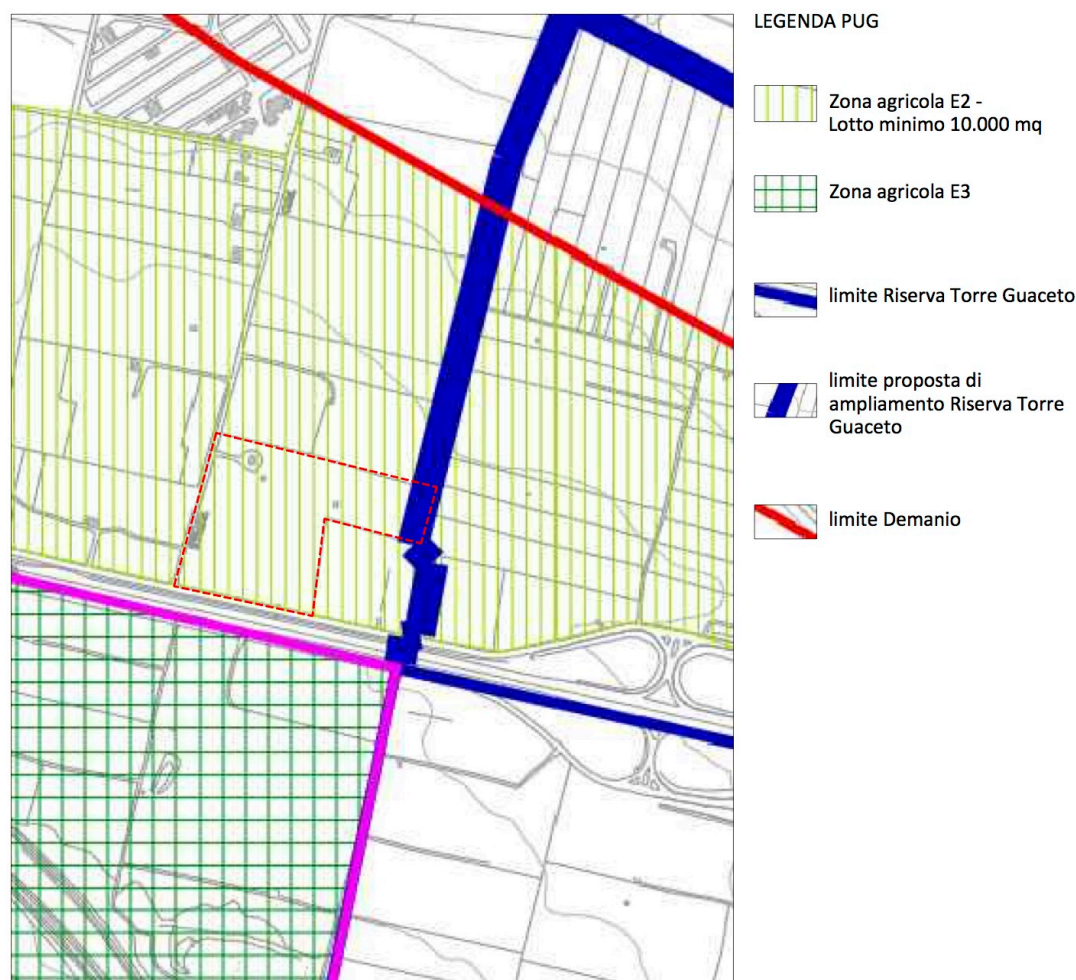 LEGENDA PUG
Zona agricola E2 -
Lotto minimo 10.000 mq
Zona agricola E3
limite Riserva Torre Guaceto
limite proposta di
ampliamento Riserva Torre
Guaceto
limite Demanio